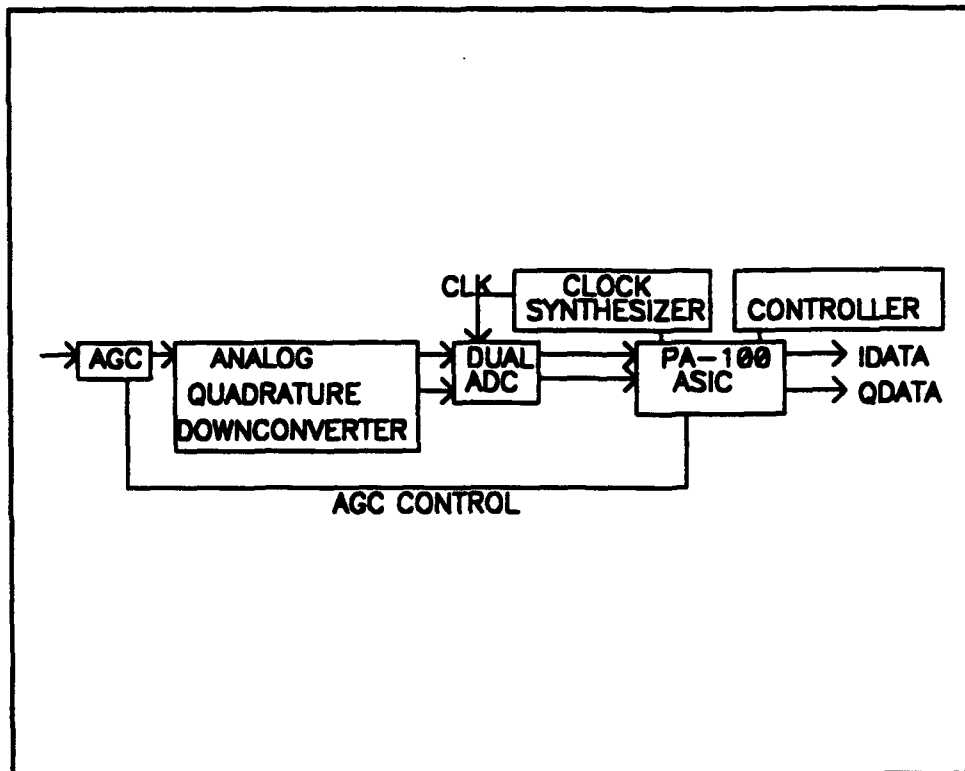 CLK
CLOCK
SYNTHESIZER
CONTROLLER
AGC
ANALOG
QUADRATURE
DOWNCONVERTER
DUAL
ADC
PA-100
ASIC
IDATA
QDATA
AGC CONTROL